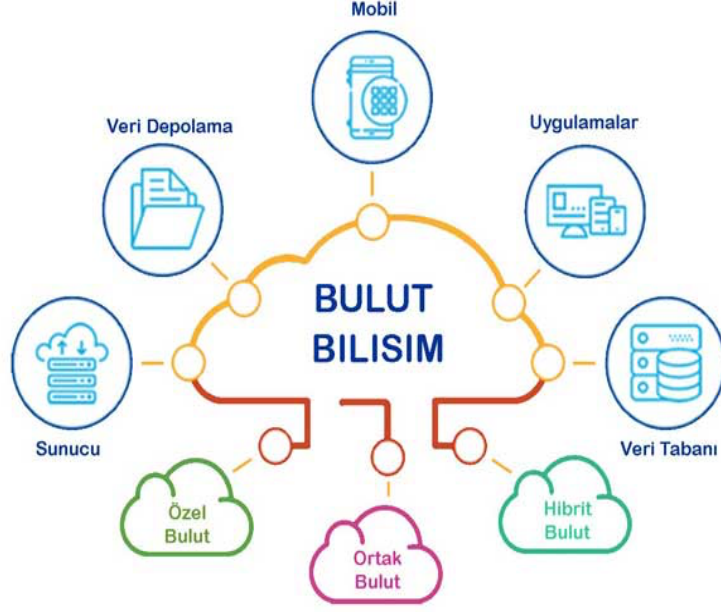 Mobil
Veri Depolama
Uygulamalar
BULUT
BILISIM
Sunucu
Veri Tabanı
Özel
Bulut
Ortak
Bulut
Hibrit
Bulut